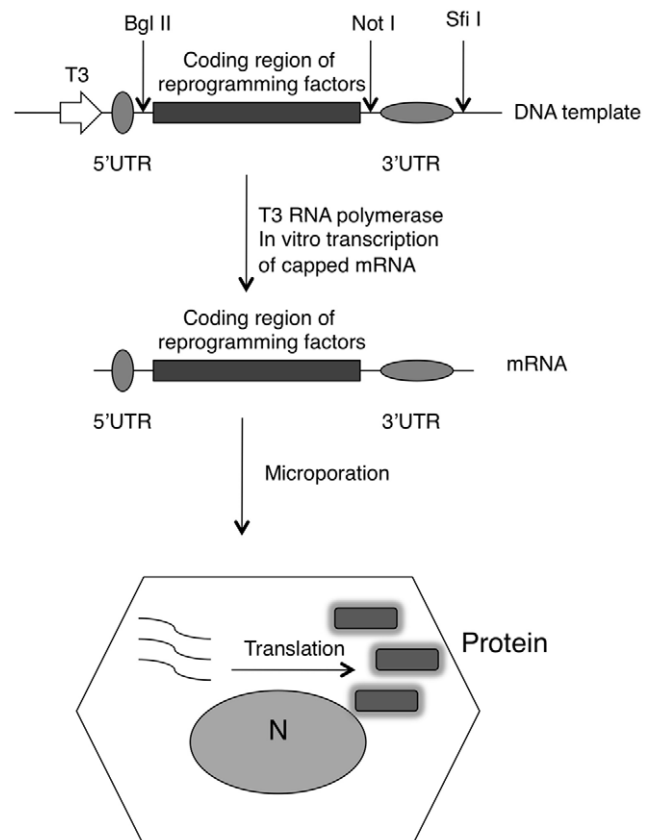 Bgl II
Not I
Sfi I
T3
Coding region of
reprogramming factors
DNA template
5'UTR
3'UTR
T3 RNA polymerase
In vitro transcription
of capped mRNA
Coding region of
reprogramming factors
mRNA
5'UTR
3'UTR
Microporation
Translation
Protein
N